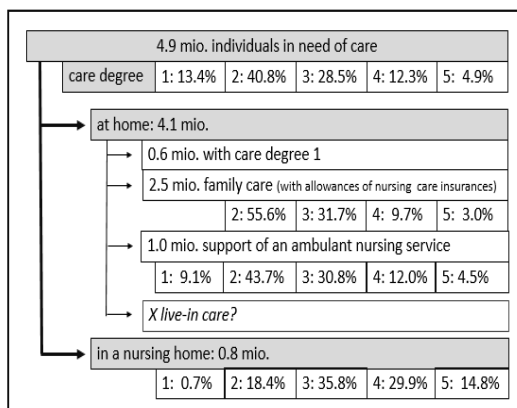 4.9 mio. individuals in need of care
care degree 1: 13.4% 2: 40.8% 3: 28.5% 4: 12.3% 5: 4.9%
at home: 4.1 mio.
0.6 mio. with care degree 1
2.5 mio. family care (with allowances of nursing care insurances)
2: 55.6% 3: 31.7% 4: 9.7% 5: 3.0%
1.0 mio. support of an ambulant nursing service
1: 9.1% 2: 43.7% 3: 30.8% 4: 12.0% 5: 4.5%
X live-in care?
in a nursing home: 0.8 mio.
1: 0.7% 2: 18.4% 3: 35.8% 4: 29.9% 5: 14.8%